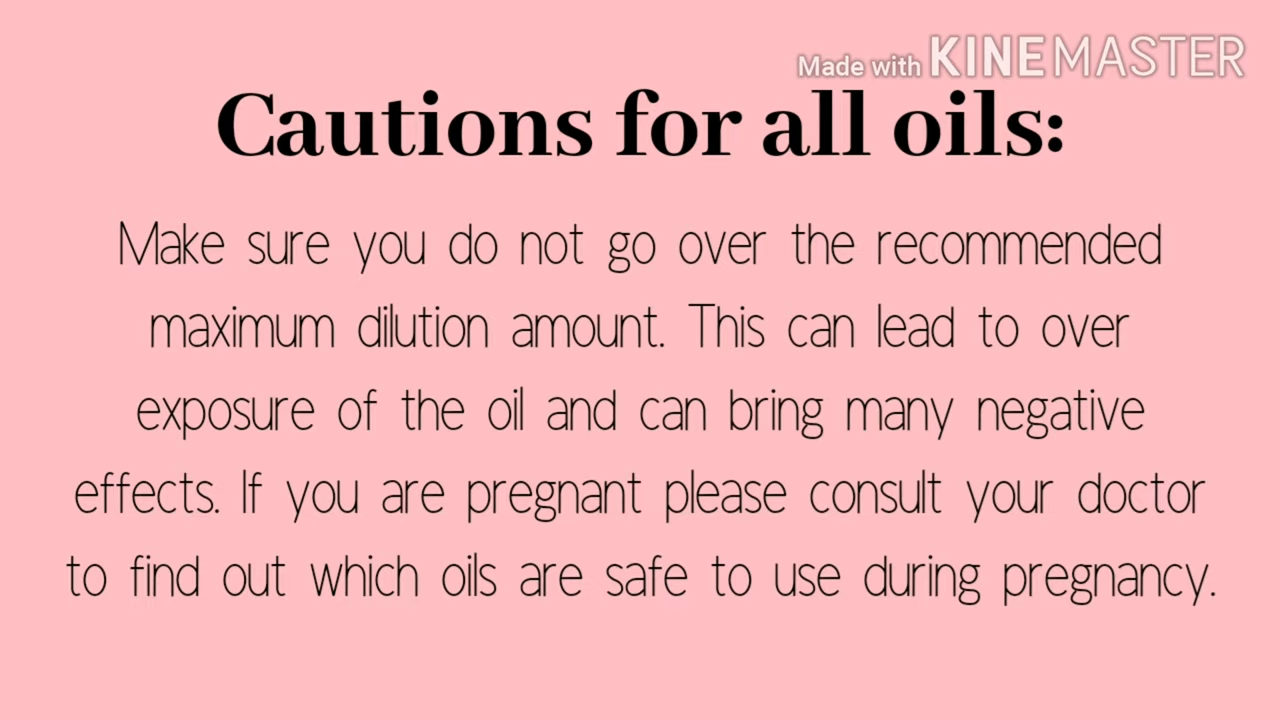 Made with KINEMASTER
Cautions for all oils:
Make sure you do not go over the recommended
maximum dilution amount. This can lead to over
exposure of the oil and can bring many negative
effects. If you are pregnant please consult your doctor
to find out which oils are safe to use during pregnancy.